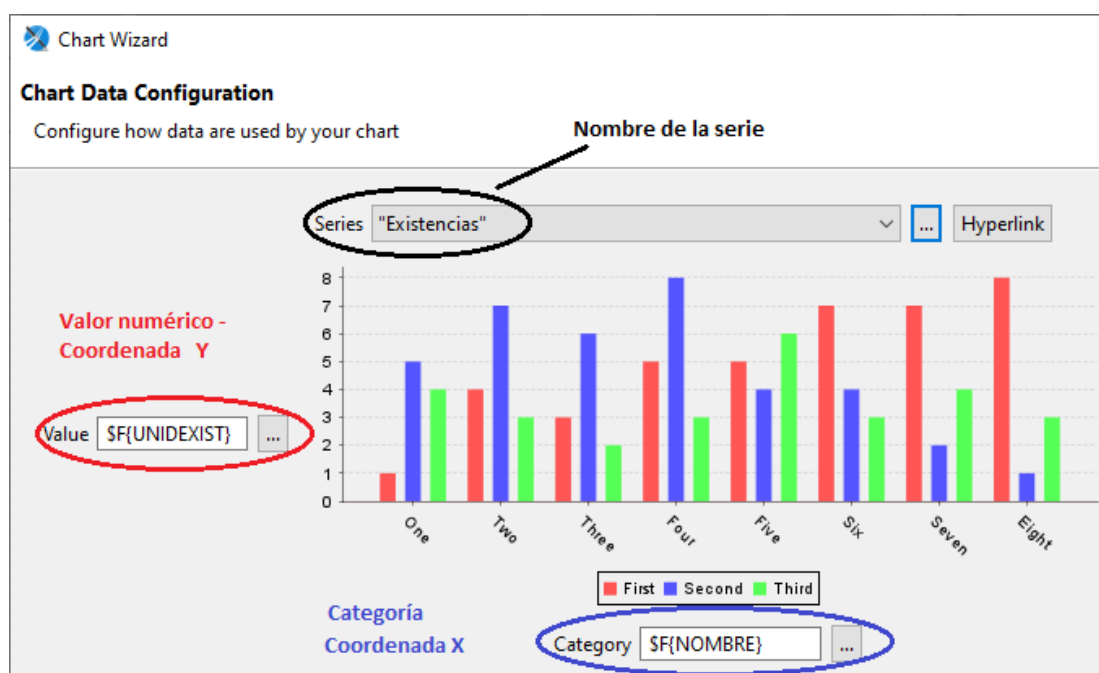 Chart Wizard
Chart Data Configuration
Configure how data are used by your chart
Nombre de la serie
Series "Existencias" ... Hyperlink
8
7
6
5
4
3
2
1
0
Valor numérico -
Coordenada Y
Value $F{UNIDEXIST} ...
One Two Three Four Five Six Seven Eight
First Second Third
Categoría
Coordenada X
Category $F{NOMBRE} ...